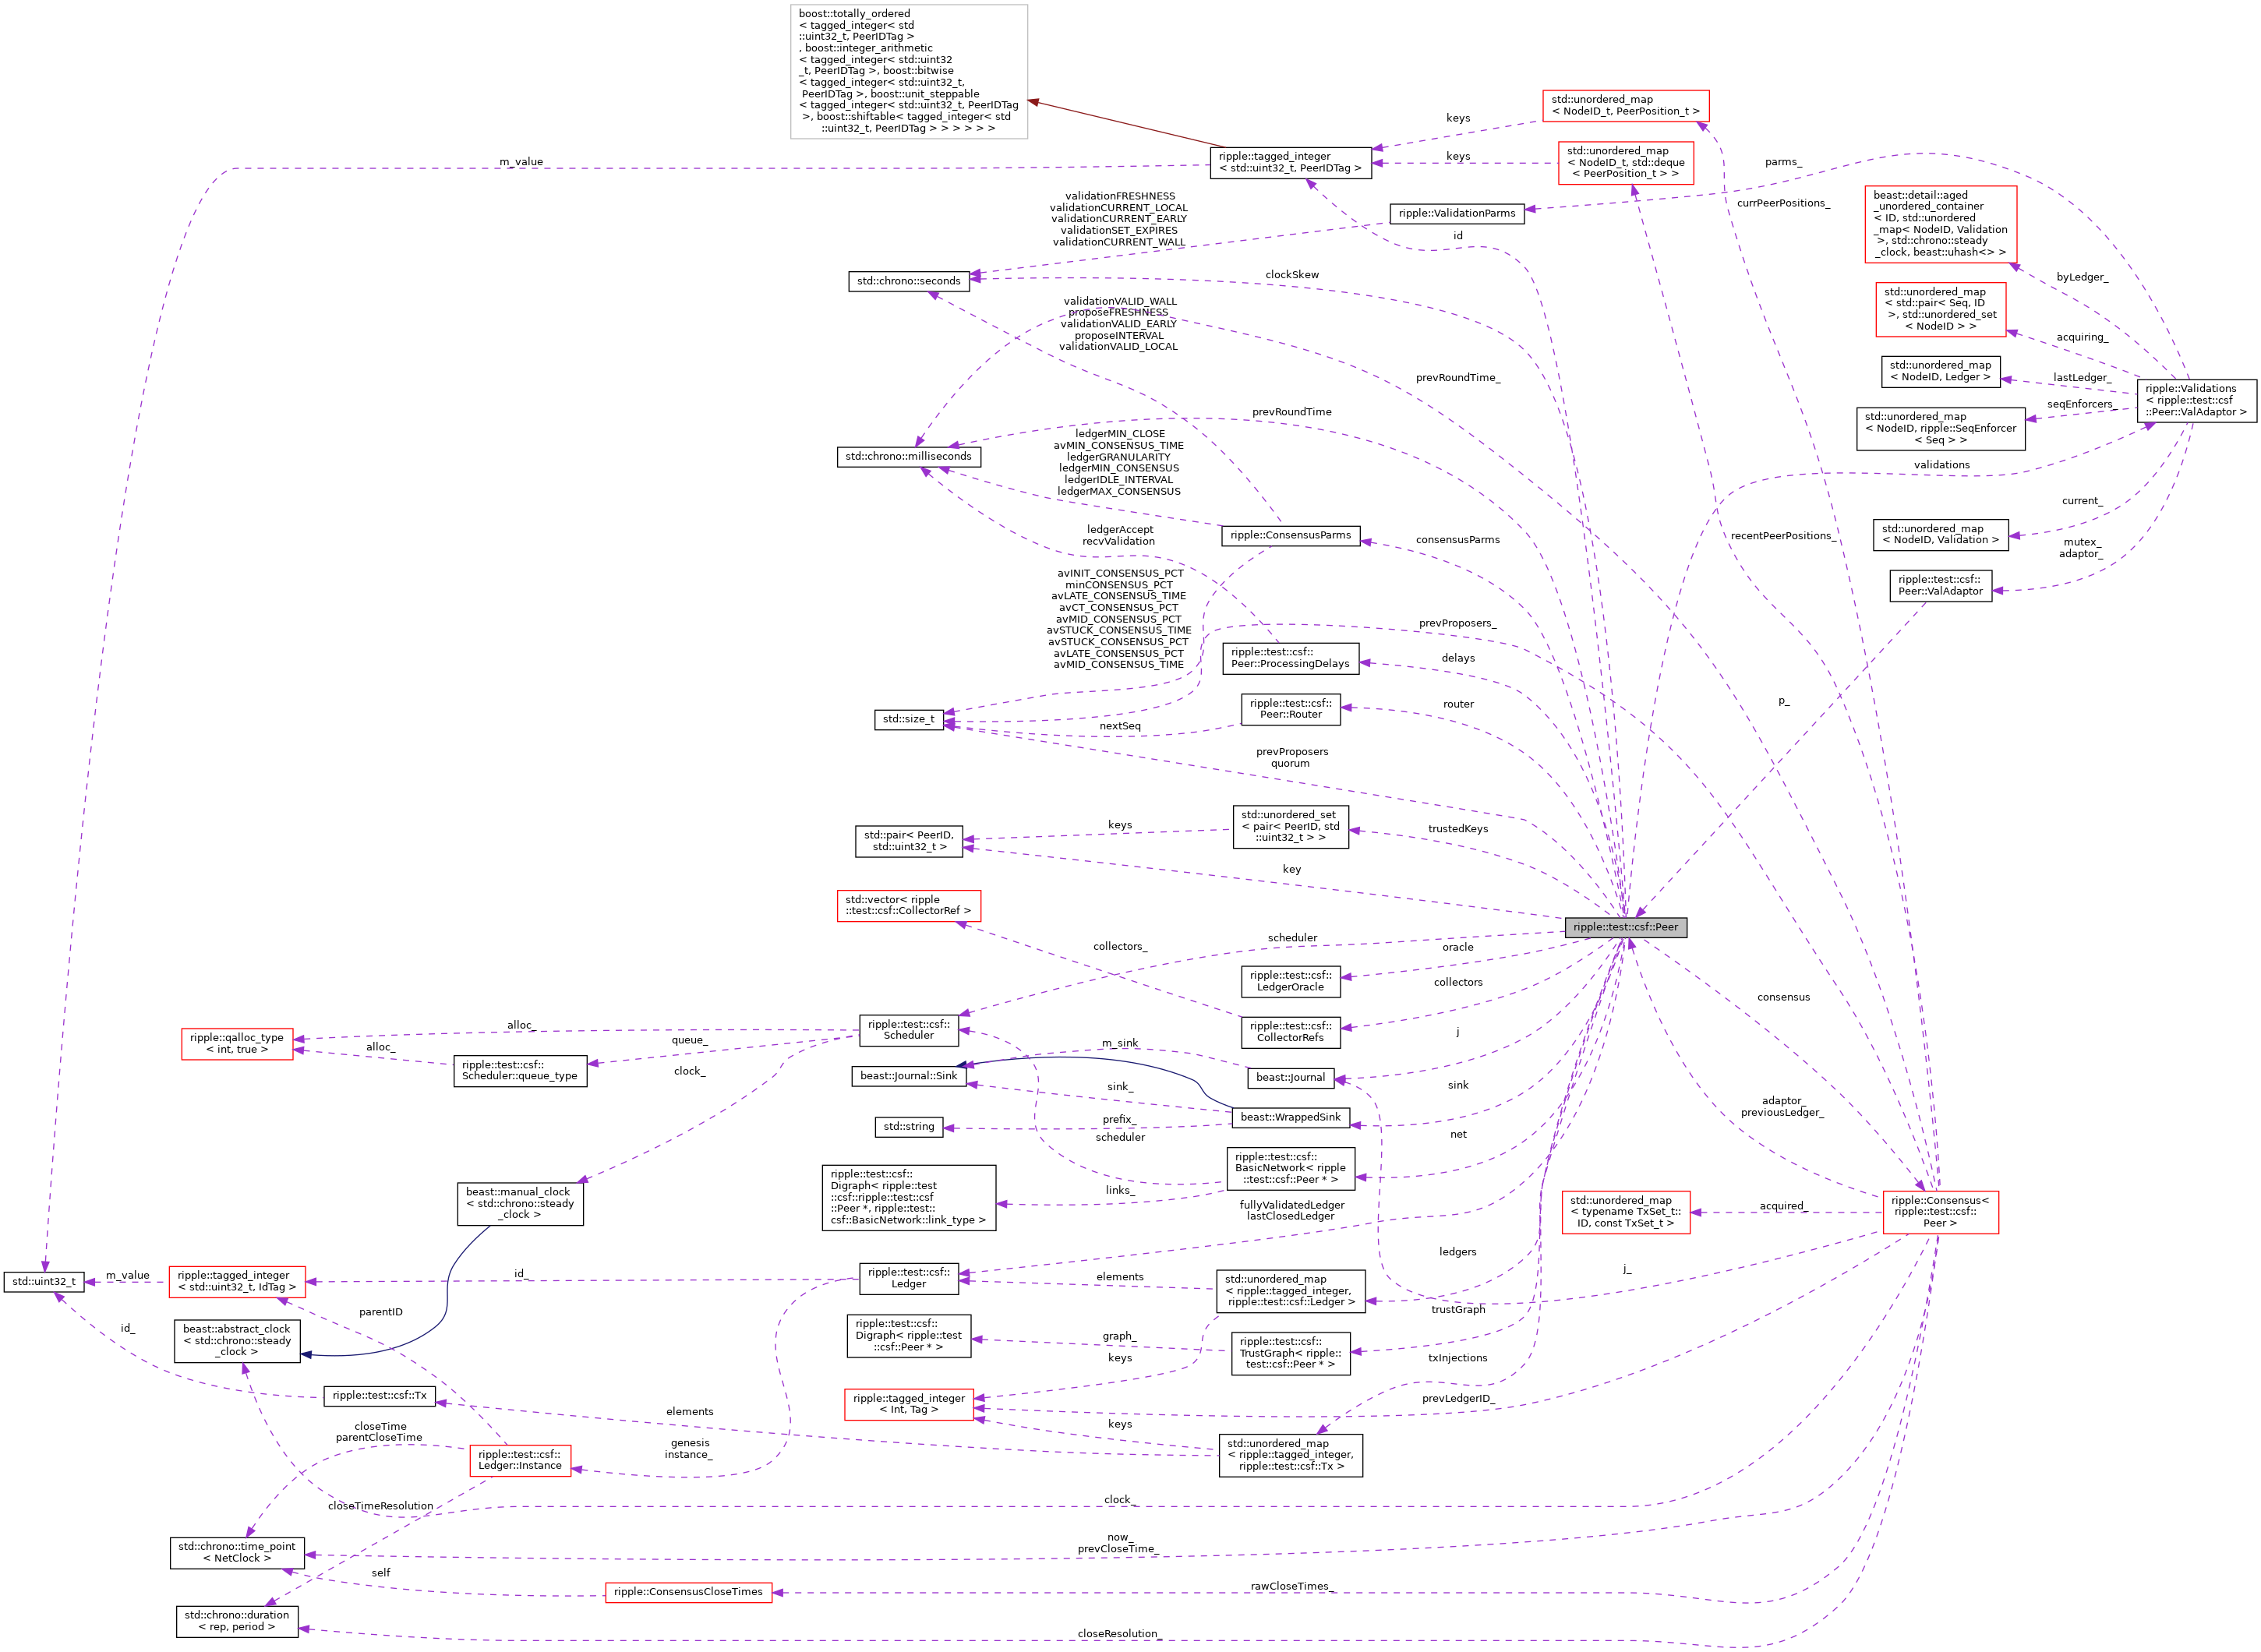 boost::totally_ordered
< tagged_integer< std
::uint32_t, PeerIDTag >
, boost::integer_arithmetic
< tagged_integer< std::uint32
_t, PeerIDTag >, boost::bitwise
< tagged_integer< std::uint32_t,
PeerIDTag >, boost::unit_steppable
< tagged_integer< std::uint32_t, PeerIDTag
>, boost::shiftable< tagged_integer< std
::uint32_t, PeerIDTag > > > > > >
std::unordered_map
< NodeID_t, PeerPosition_t >
keys
ripple::tagged_integer
< std::uint32_t, PeerIDTag >
keys
std::unordered_map
< NodeID_t, std::deque
< PeerPosition_t > >
m_value
parms_
currPeerPositions_
validationFRESHNESS
validationCURRENT_LOCAL
validationCURRENT_EARLY
validationSET_EXPIRES
validationCURRENT_WALL
ripple::ValidationParms
id
beast::detail::aged
_unordered_container
< ID, std::unordered
_map< NodeID, Validation
>, std::chrono::steady
_clock, beast::uhash<> >
byLedger_
std::chrono::seconds
clockSkew
std::unordered_map
< std::pair< Seq, ID
>, std::unordered_set
< NodeID > >
acquiring_
validationVALID_WALL
proposeFRESHNESS
validationVALID_EARLY
proposeINTERVAL
validationVALID_LOCAL
std::unordered_map
< NodeID, Ledger >
lastLedger_
prevRoundTime_
ripple::Validations
< ripple::test::csf
::Peer::ValAdaptor >
seqEnforcers_
std::unordered_map
< NodeID, ripple::SeqEnforcer
< Seq > >
prevRoundTime
std::chrono::milliseconds
ledgerMIN_CLOSE
avMIN_CONSENSUS_TIME
ledgerGRANULARITY
ledgerMIN_CONSENSUS
ledgerIDLE_INTERVAL
ledgerMAX_CONSENSUS
validations
current_
std::unordered_map
< NodeID, Validation >
ledgerAccept
recvValidation
ripple::ConsensusParms
consensusParms
recentPeerPositions_
mutex_
adaptor_
ripple::test::csf::
Peer::ValAdaptor
avINIT_CONSENSUS_PCT
minCONSENSUS_PCT
avLATE_CONSENSUS_TIME
avCT_CONSENSUS_PCT
avMID_CONSENSUS_PCT
avSTUCK_CONSENSUS_TIME
avSTUCK_CONSENSUS_PCT
avLATE_CONSENSUS_PCT
avMID_CONSENSUS_TIME
prevProposers_
ripple::test::csf::
Peer::ProcessingDelays
delays
std::size_t
nextSeq
ripple::test::csf::
Peer::Router
router
p_
prevProposers
quorum
std::pair< PeerID,
std::uint32_t >
keys
std::unordered_set
< pair< PeerID, std
::uint32_t > >
trustedKeys
key
std::vector< ripple
::test::csf::CollectorRef >
ripple::test::csf::Peer
collectors_
scheduler
oracle
ripple::test::csf::
LedgerOracle
collectors
consensus
ripple::qalloc_type
< int, true >
alloc_
alloc_
ripple::test::csf::
Scheduler::queue_type
queue_
ripple::test::csf::
Scheduler
ripple::test::csf::
CollectorRefs
j
clock_
m_sink
beast::Journal::Sink
beast::Journal
sink_
sink
beast::WrappedSink
std::string
prefix_
scheduler
net
adaptor_
previousLedger_
ripple::test::csf::
Digraph< ripple::test
::csf::ripple::test::csf
::Peer *, ripple::test::
csf::BasicNetwork::link_type >
links_
ripple::test::csf::
BasicNetwork< ripple
::test::csf::Peer * >
beast::manual_clock
< std::chrono::steady
_clock >
fullyValidatedLedger
lastClosedLedger
std::unordered_map
< typename TxSet_t::
ID, const TxSet_t >
acquired_
ripple::Consensus<
ripple::test::csf::
Peer >
ledgers
j_
std::uint32_t
m_value
ripple::tagged_integer
< std::uint32_t, IdTag >
id_
ripple::test::csf::
Ledger
elements
std::unordered_map
< ripple::tagged_integer,
ripple::test::csf::Ledger >
parentID
trustGraph
id_
beast::abstract_clock
< std::chrono::steady
_clock >
ripple::test::csf::
Digraph< ripple::test
::csf::Peer * >
graph_
ripple::test::csf::
TrustGraph< ripple::
test::csf::Peer * >
keys
txInjections
ripple::test::csf::Tx
ripple::tagged_integer
< Int, Tag >
prevLedgerID_
elements
keys
closeTime
parentCloseTime
ripple::test::csf::
Ledger::Instance
genesis
instance_
std::unordered_map
< ripple::tagged_integer,
ripple::test::csf::Tx >
closeTimeResolution
clock_
std::chrono::time_point
< NetClock >
now_
prevCloseTime_
self
ripple::ConsensusCloseTimes
rawCloseTimes_
std::chrono::duration
< rep, period >
closeResolution_